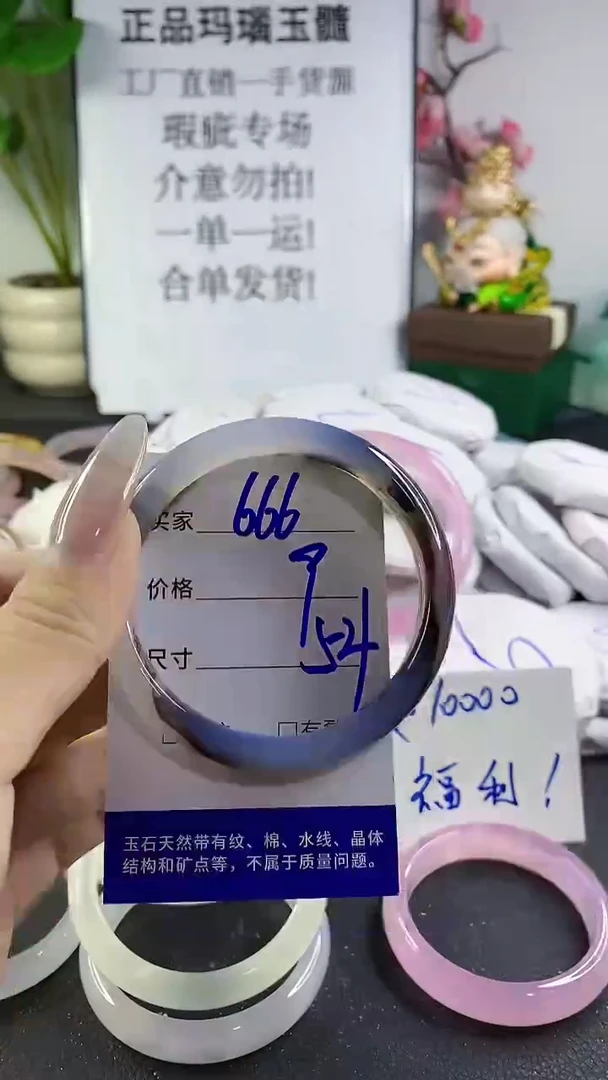 正品玛瑙玉髓
工厂直销一手货源
瑕疵专场
介意勿拍!
一单一运!
合单发货!
买家 666
价格
尺寸 54
10000
福利!
玉石天然带有纹、棉、水线、晶体
结构和矿点等，不属于质量问题。